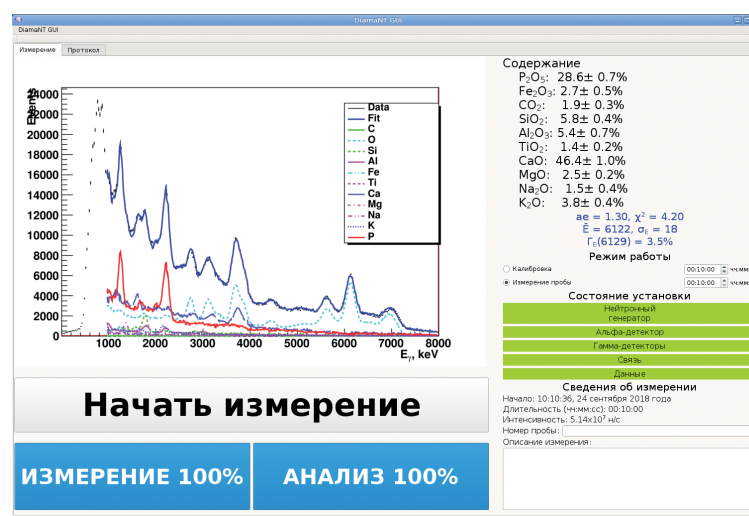 DiamaNT GUI
DiamaNT GUI
Измерение Протокол
Events
24000
22000
20000
18000
16000
14000
12000
10000
8000
6000
4000
2000
0
1000 2000 3000 4000 5000 6000 7000 8000
Eγ, keV
Data
Fit
C
O
Si
Al
Fe
Ti
Ca
Mg
Na
K
P
Начать измерение
ИЗМЕРЕНИЕ 100% АНАЛИЗ 100%
Содержание
P₂O₅: 28.6± 0.7%
Fe₂O₃: 2.7± 0.5%
CO₂: 1.9± 0.3%
SiO₂: 5.8± 0.4%
Al₂O₃: 5.4± 0.7%
TiO₂: 1.4± 0.2%
CaO: 46.4± 1.0%
MgO: 2.5± 0.2%
Na₂O: 1.5± 0.4%
K₂O: 3.8± 0.4%
ae = 1.30, χ² = 4.20
Ē = 6122, σ_Ē = 18
Γ_E(6129) = 3.5%
Режим работы
Калибровка 00:10:00
Измерение пробы 00:10:00
Состояние установки
Нейтронный
генератор
Альфа-детектор
Гамма-детекторы
Связь
Данные
Сведения об измерении
Начало: 10:10:36, 24 сентября 2018 года
Длительность (чч:мм:сс): 00:10:00
Интенсивность: 5.14x10⁷ н/с
Номер пробы:
Описание измерения: